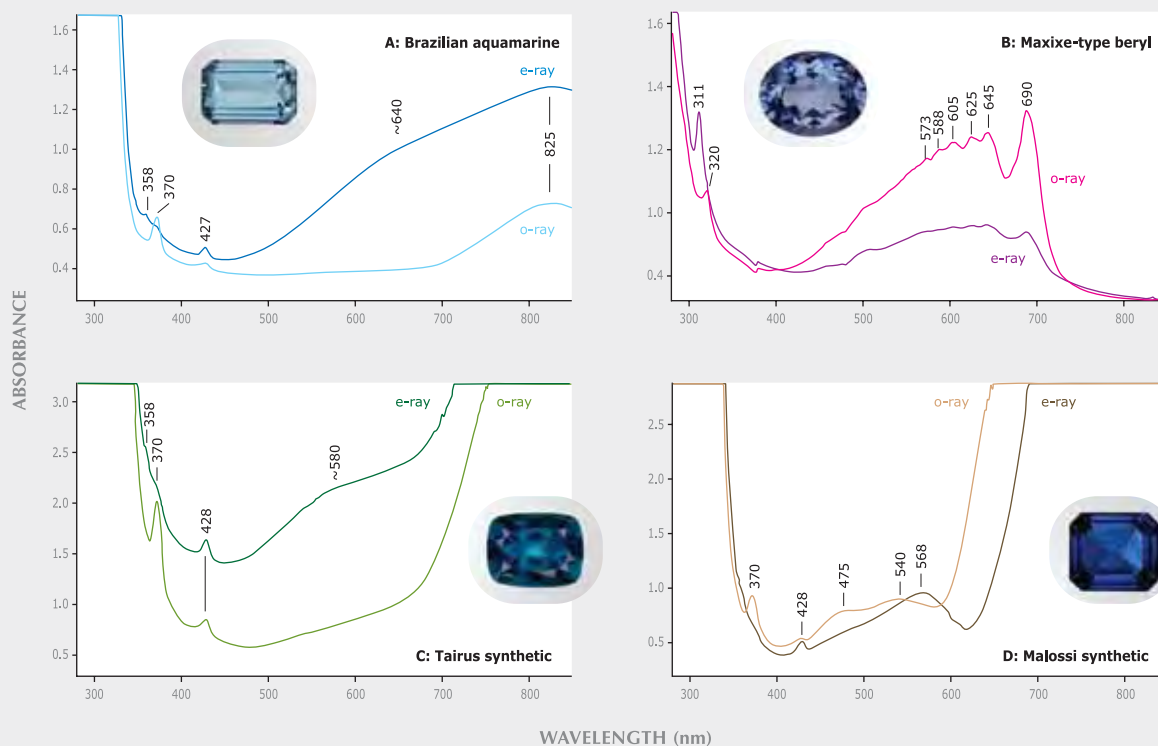 ABSORBANCE
A: Brazilian aquamarine
1.6
1.4
1.2
1.0
0.8
0.6
0.4
e-ray
o-ray
358
370
427
~640
825
300 400 500 600 700 800
B: Maxixe-type beryl
1.6
1.2
1.0
0.4
311
320
573
588
605
625
645
690
o-ray
e-ray
300 400 500 600 700 800
C: Tairus synthetic
3.0
2.5
2.0
1.5
1.0
0.5
e-ray
o-ray
358
370
428
~580
300 400 500 600 700 800
D: Malossi synthetic
2.5
2.0
1.5
1.0
0.5
o-ray
e-ray
370
428
475
540
568
300 400 500 600 700 800
WAVELENGTH (nm)